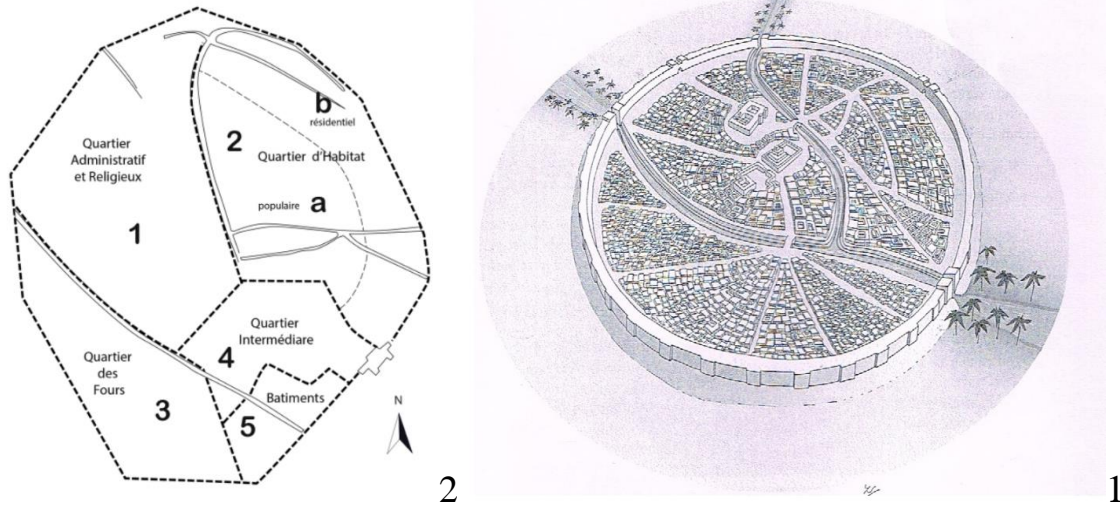 b
résidentiel
2
Quartier
Administratif
et Religieux
Quartier d'Habitat
populaire a
1
Quartier
Intermédiare
4
Quartier
des
Fours
Batiments
3
5
N
2
1